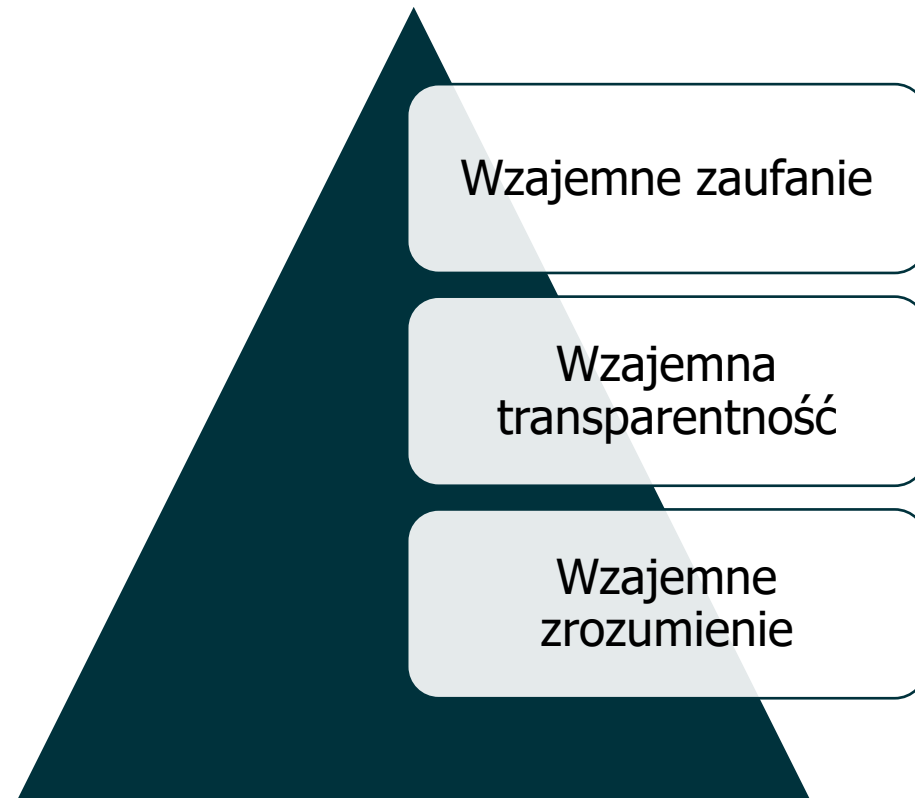 Wzajemne zaufanie
Wzajemna
transparentność
Wzajemne
zrozumienie